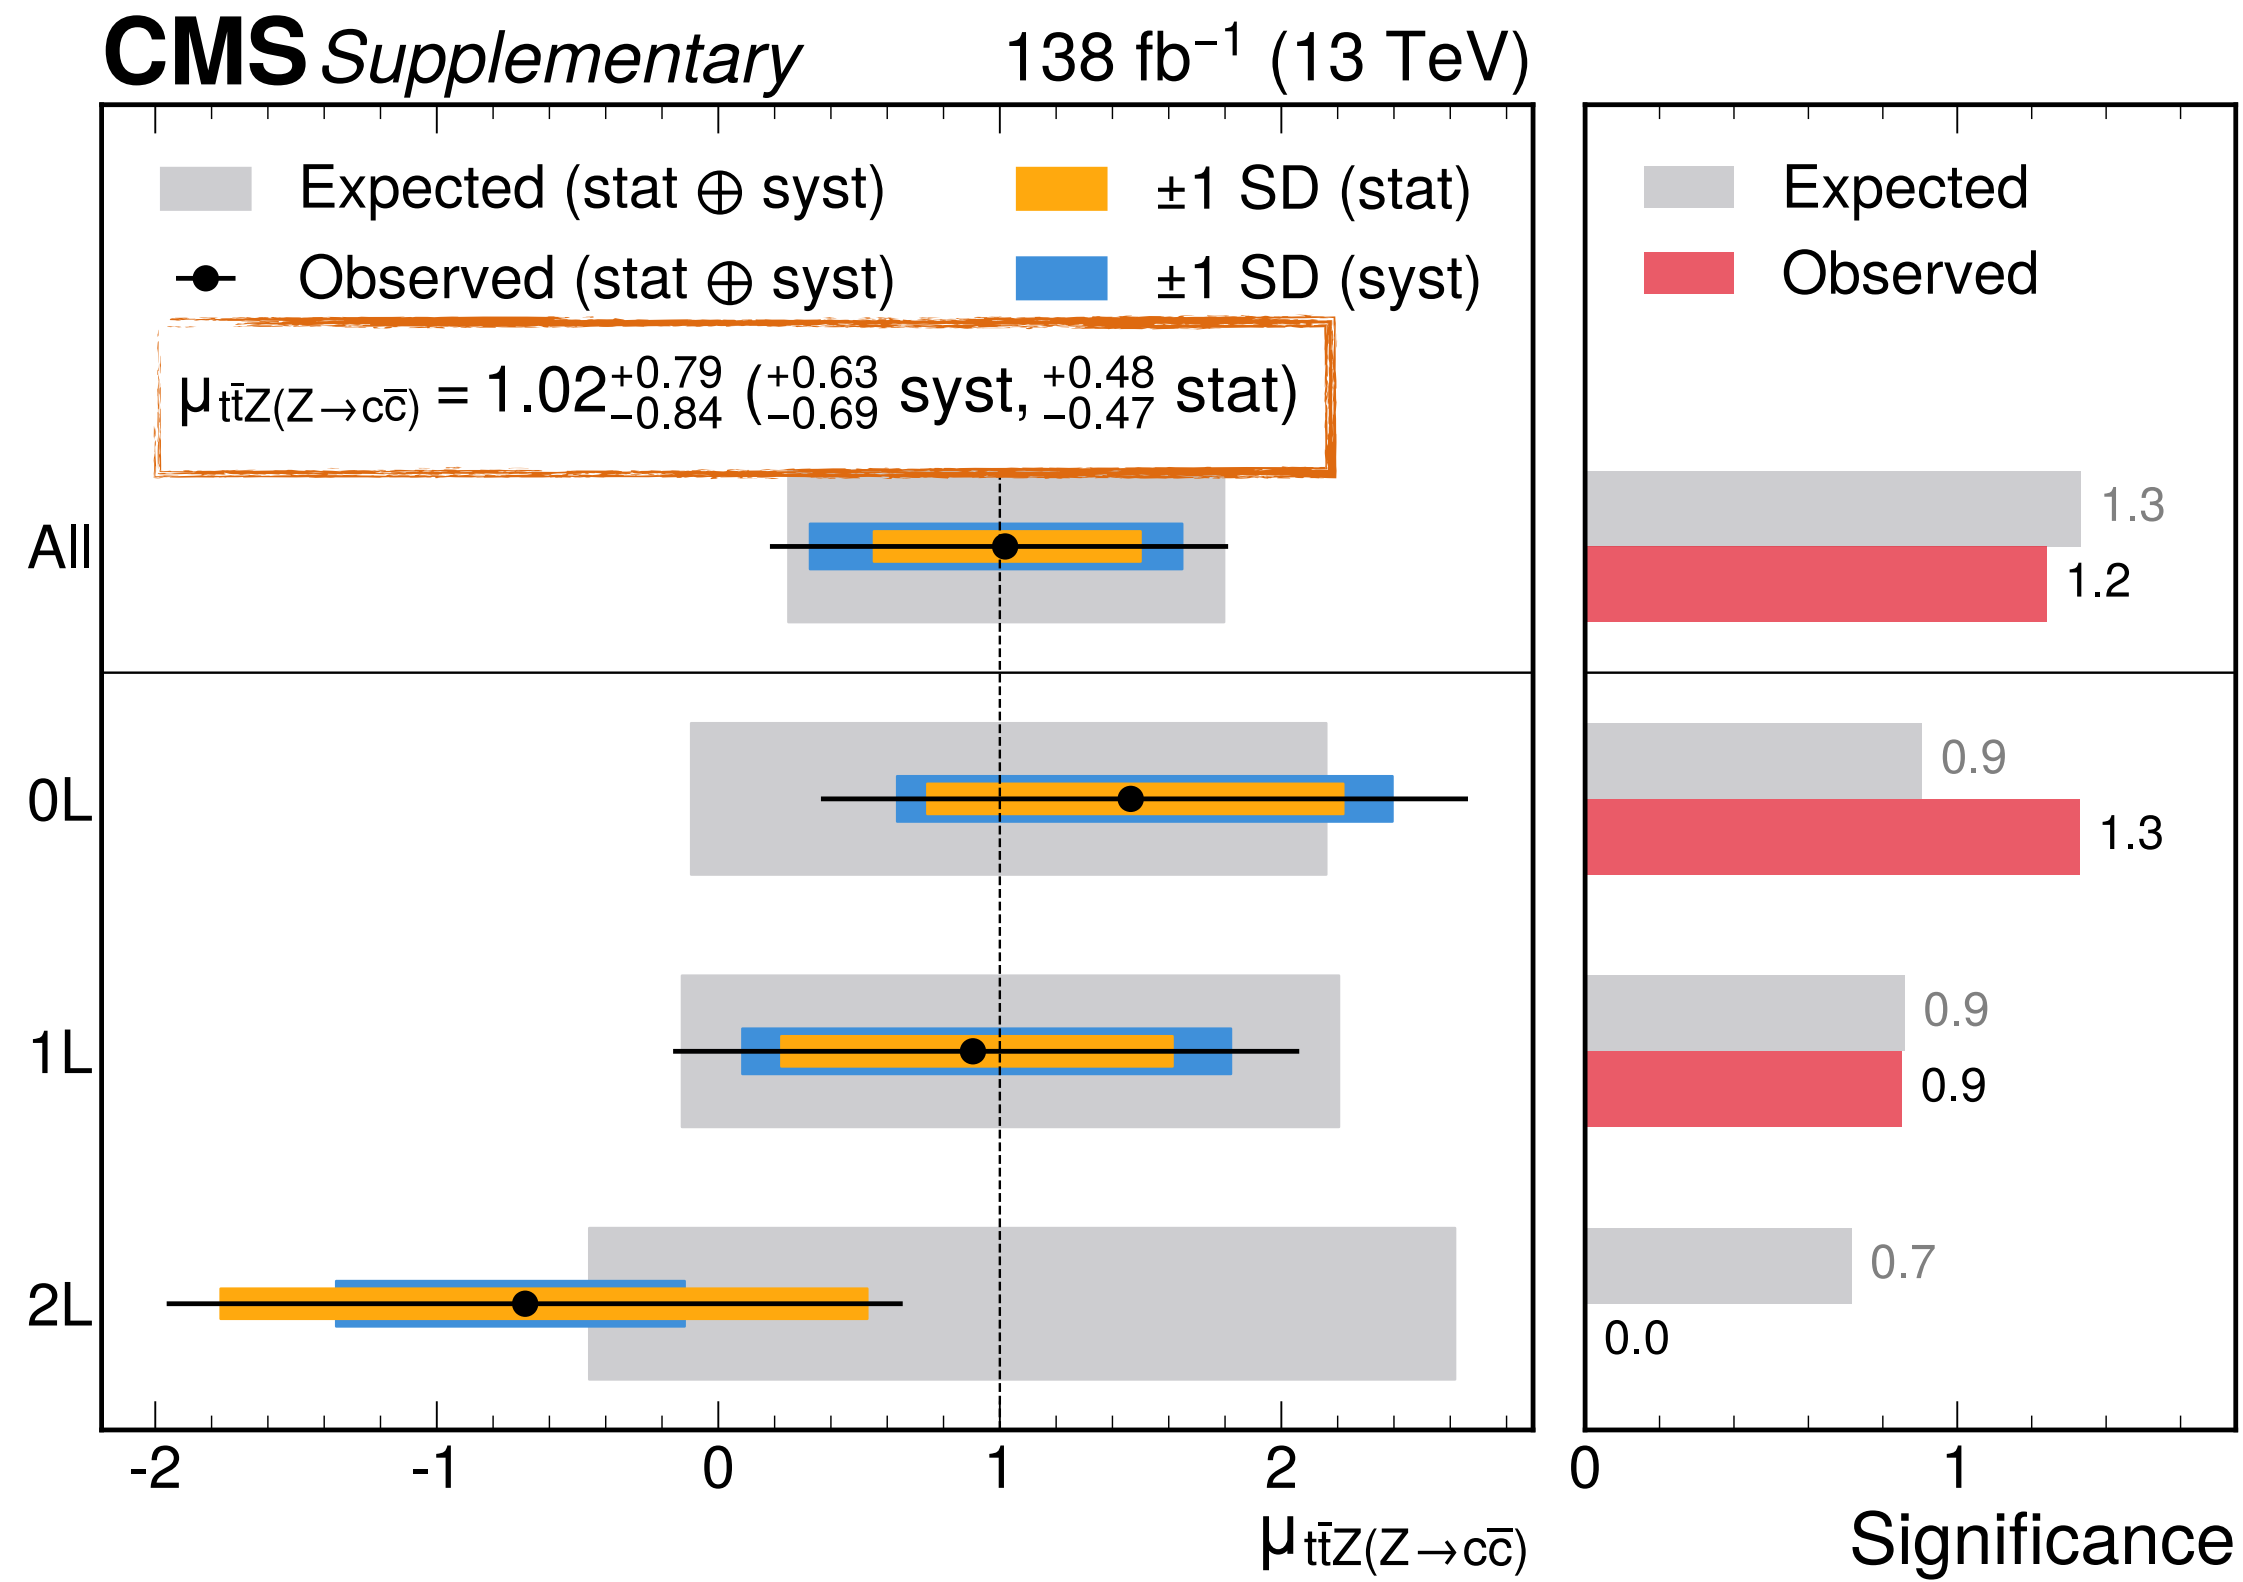 CMS Supplementary 138 fb⁻¹ (13 TeV)
Expected (stat ⊕ syst) ±1 SD (stat)
Observed (stat ⊕ syst) ±1 SD (syst)
Expected
Observed
μ tt̄Z(Z→cc̄) = 1.02 +0.79 −0.84 (+0.63 −0.69 syst, +0.48 −0.47 stat)
All
1.3
1.2
0L
0.9
1.3
1L
0.9
0.9
2L
0.7
0.0
-2 -1 0 1 2
0 1
μ tt̄Z(Z→cc̄)
Significance